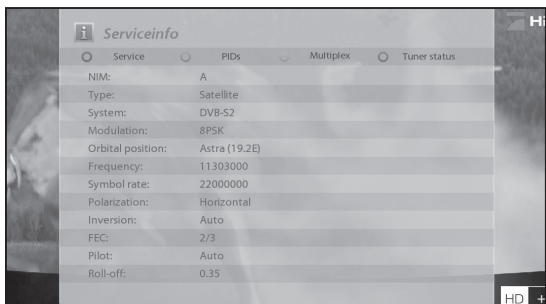 Serviceinfo
Service PIDs Multiplex Tuner status
NIM: A
Type: Satellite
System: DVB-S2
Modulation: 8PSK
Orbital position: Astra (19.2E)
Frequency: 11303000
Symbol rate: 22000000
Polarization: Horizontal
Inversion: Auto
FEC: 2/3
Pilot: Auto
Roll-off: 0.35
HD +